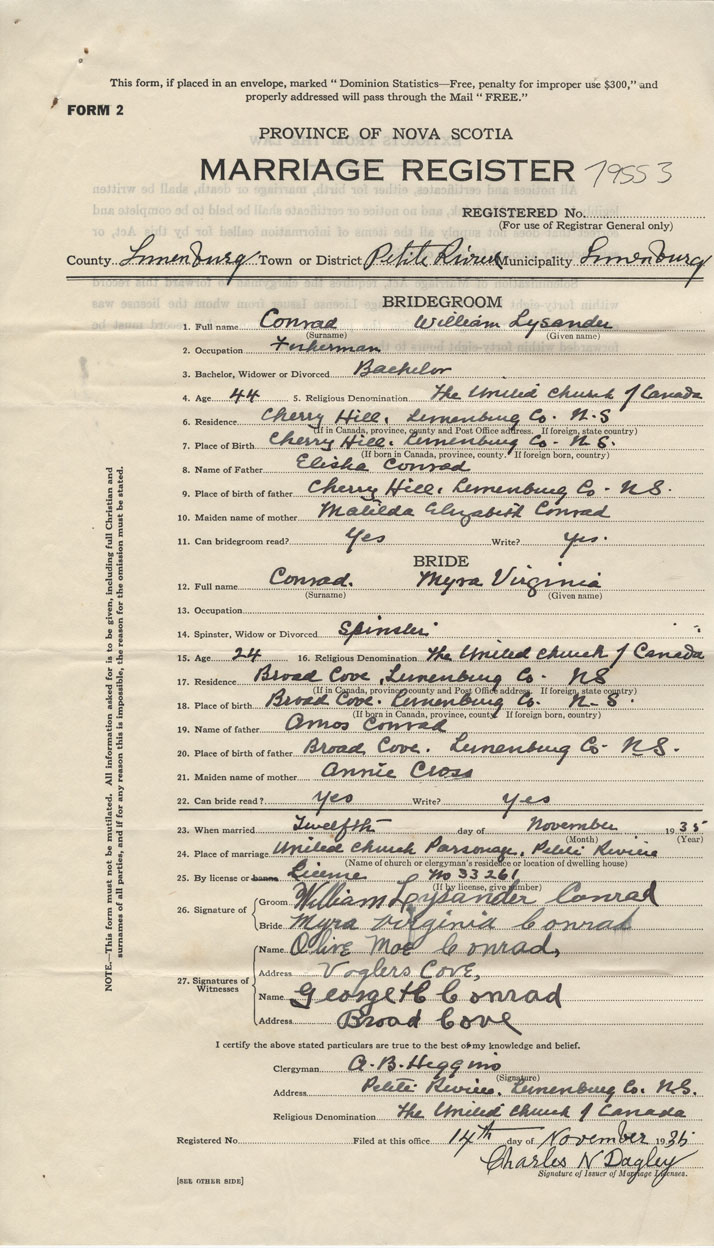 This form, if placed in an envelope, marked "Dominion Statistics—Free, penalty for improper use $300," and
properly addressed will pass through the Mail "FREE."
FORM 2
PROVINCE OF NOVA SCOTIA
MARRIAGE REGISTER 19553
REGISTERED No.
(For use of Registrar General only)
County Lunenburg Town or District Petite Riviere Municipality Lunenburg
BRIDEGROOM
1. Full name Conrad William Lysander
(Surname) (Given name)
2. Occupation Fisherman
3. Bachelor, Widower or Divorced Bachelor
4. Age 44 5. Religious Denomination The United Church of Canada
6. Residence Cherry Hill, Lunenburg Co. N.S
(If in Canada, province, county and Post Office address. If foreign, state country)
7. Place of Birth Cherry Hill. Lunenburg Co. N S.
(If born in Canada, province, county. If foreign born, country)
8. Name of Father Elisha Conrad
9. Place of birth of father Cherry Hill, Lunenburg Co. N.S.
10. Maiden name of mother Matilda Elizabeth Conrad
11. Can bridegroom read? Yes Write? Yes.
BRIDE
12. Full name Conrad. Myra Virginia
(Surname) (Given name)
13. Occupation
14. Spinster, Widow or Divorced Spinster
15. Age 24 16. Religious Denomination The United Church of Canada
17. Residence Broad Cove, Lunenburg Co. NS
(If in Canada, province, county and Post Office address. If foreign, state country)
18. Place of birth Broad Cove. Lunenburg Co. N-S.
(If born in Canada, province, county If foreign born, country)
19. Name of father Amos Conrad
20. Place of birth of father Broad Cove. Lunenburg Co. N.S.
21. Maiden name of mother Annie Cross
22. Can bride read? Yes Write? Yes
23. When married Twelfth day of November 1935
(Month) (Year)
24. Place of marriage United Church Parsonage, Petite Riviere
(Name of church or clergyman's residence or location of dwelling house)
25. By license or banns License No 33261
(If by license, give number)
26. Signature of
Groom William Lysander Conrad
Bride Myra Virginia Conrad
27. Signatures of Witnesses
Name Olive Mae Conrad,
Address Voglers Cove,
Name George H Conrad
Address Broad Cove
I certify the above stated particulars are true to the best of my knowledge and belief.
Clergyman A. B. Higgins
(Signature)
Address Petite Riviere, Lunenburg Co. N.S.
Religious Denomination The United Church of Canada
Registered No. Filed at this office 14th day of November 1935
Charles N Dagley
Signature of Issuer of Marriage Licenses.
[SEE OTHER SIDE]
NOTE.—This form must not be mutilated. All information asked for is to be given, including full Christian and
surnames of all parties, and if for any reason this is impossible, the reason for the omission must be stated.